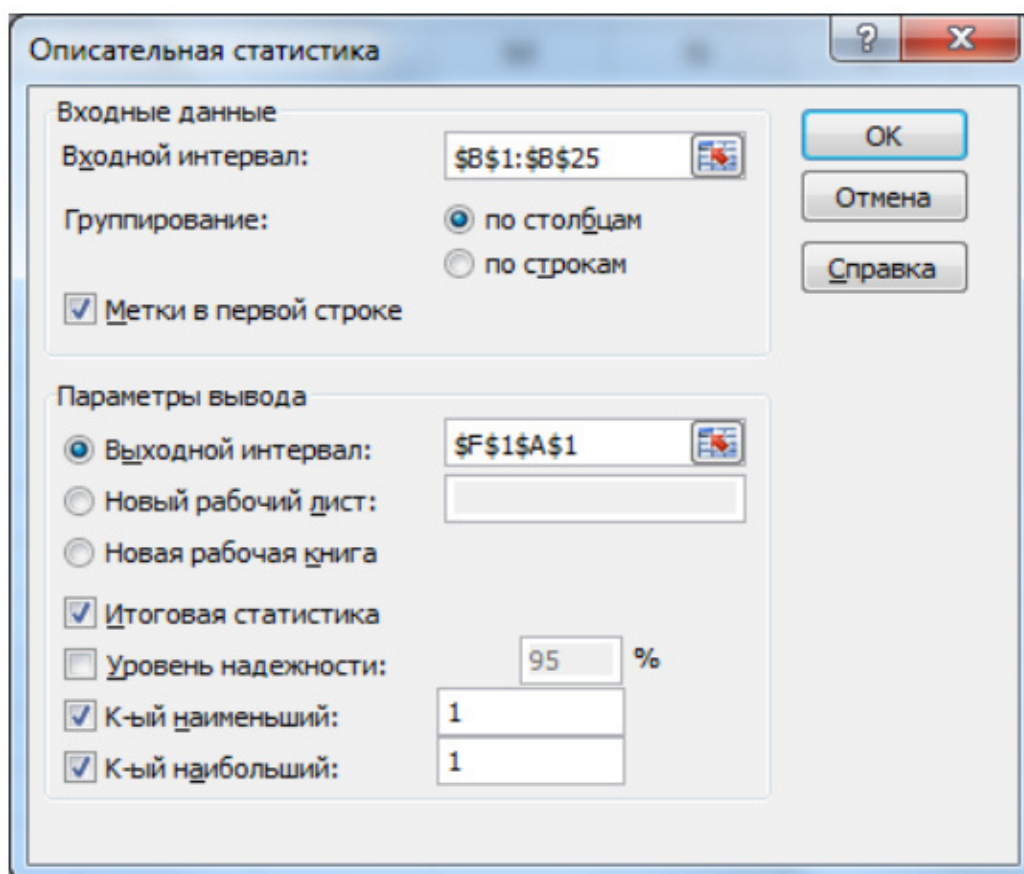 Описательная статистика
Входные данные
Входной интервал: $B$1:$B$25
Группирование: по столбцам
по строкам
Метки в первой строке
OK
Отмена
Справка
Параметры вывода
Выходной интервал: $F$1$A$1
Новый рабочий лист:
Новая рабочая книга
Итоговая статистика
Уровень надежности: 95 %
К-ый наименьший: 1
К-ый наибольший: 1